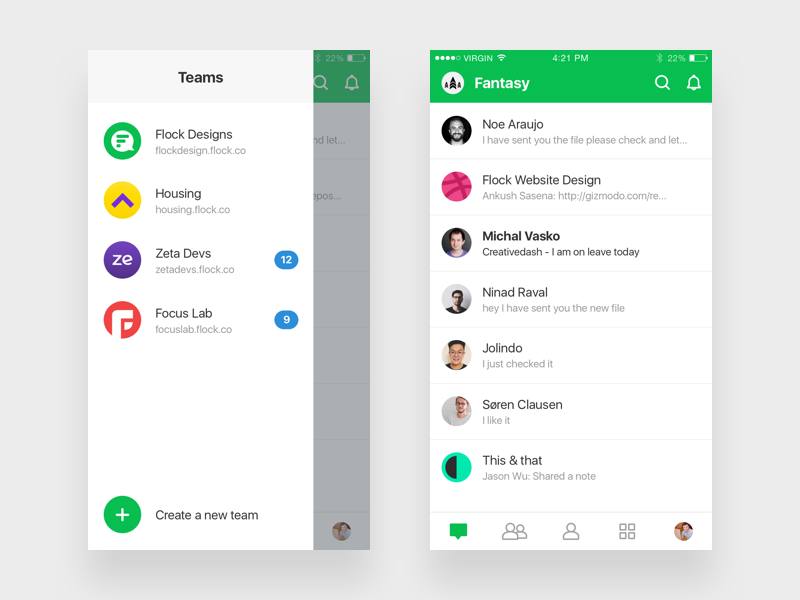 Teams
22%
Flock Designs
flockdesign.flock.co
nd let...
Housing
housing.flock.co
epos...
ze
Zeta Devs
zetadevs.flock.co
12
Focus Lab
focuslab.flock.co
9
Create a new team
VIRGIN
4:21 PM
22%
Fantasy
Noe Araujo
I have sent you the file please check and let...
Flock Website Design
Ankush Sasena: http://gizmodo.com/re...
Michal Vasko
Creativedash - I am on leave today
Ninad Raval
hey I have sent you the new file
Jolindo
I just checked it
Søren Clausen
I like it
This & that
Jason Wu: Shared a note